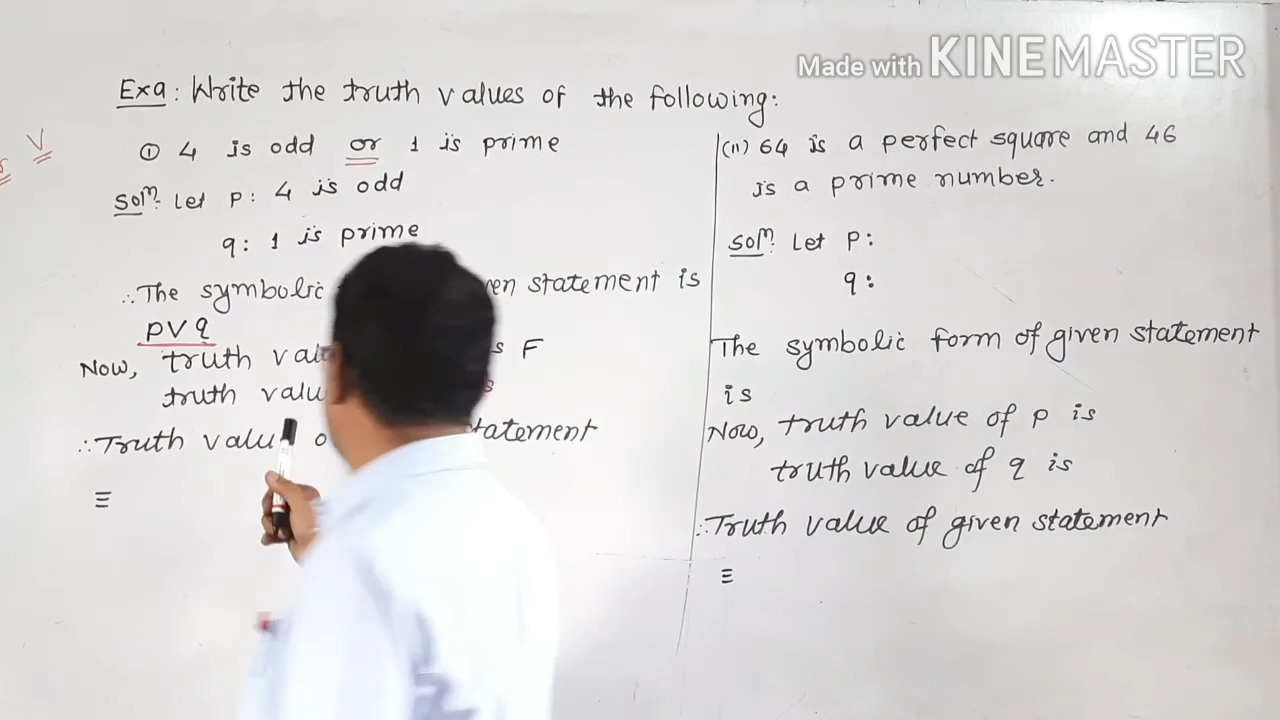 Made with KINEMASTER
Exa: Write the truth values of the following:
① 4 is odd or 1 is prime
Solⁿ. Let p: 4 is odd
q: 1 is prime
∴ The symbolic en statement is
p∨q
Now, truth s F
truth s
∴ Truth value o tatement
≡
∨
(ii) 64 is a perfect square and 46
is a prime number.
Solⁿ. Let p:
q:
The symbolic form of given statement
is
Now, truth value of p is
truth value of q is
∴ Truth value of given statement
≡